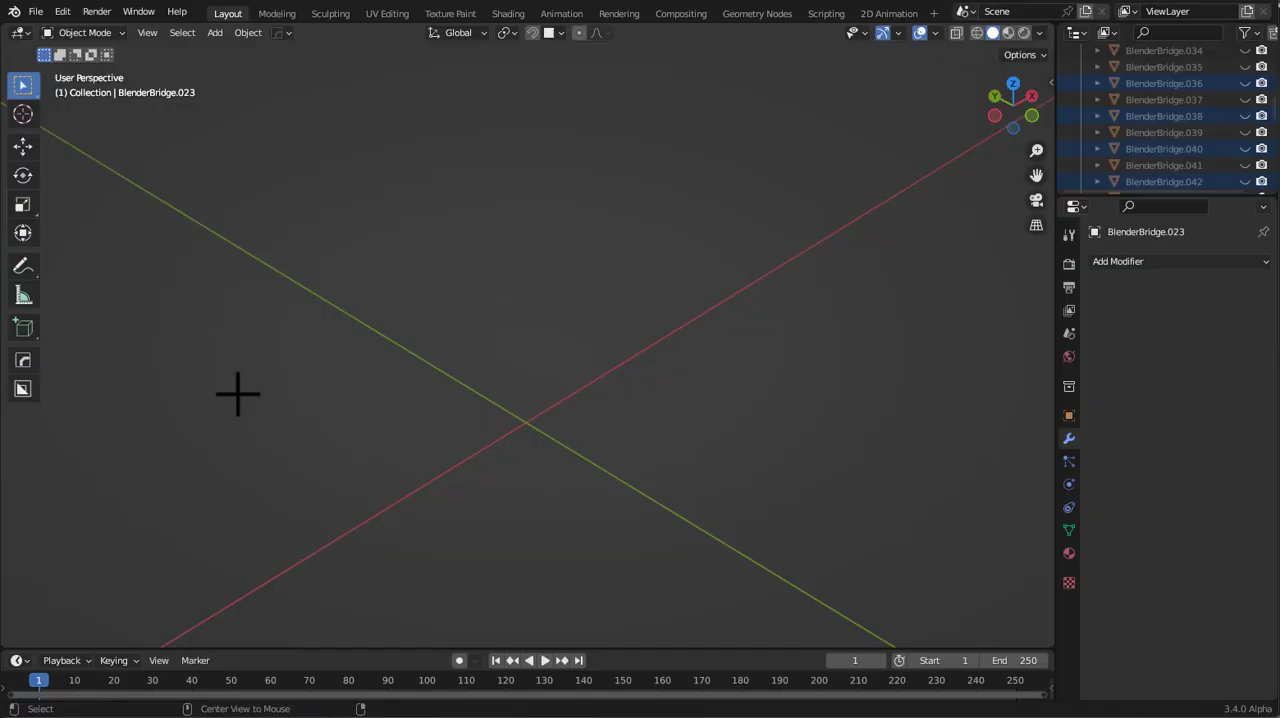 File Edit Render Window Help Layout Modeling Sculpting UV Editing Texture Paint Shading Animation Rendering Compositing Geometry Nodes Scripting 2D Animation + Scene ViewLayer
Object Mode View Select Add Object Global
Options
User Perspective
(1) Collection | BlenderBridge.023
Z
Y
X
BlenderBridge.034
BlenderBridge.035
BlenderBridge.036
BlenderBridge.037
BlenderBridge.038
BlenderBridge.039
BlenderBridge.040
BlenderBridge.041
BlenderBridge.042
BlenderBridge.023
Add Modifier
Playback Keying View Marker 1 Start 1 End 250
1 10 20 30 40 50 60 70 80 90 100 110 120 130 140 150 160 170 180 190 200 210 220 230 240 250
Select Center View to Mouse 3.4.0 Alpha